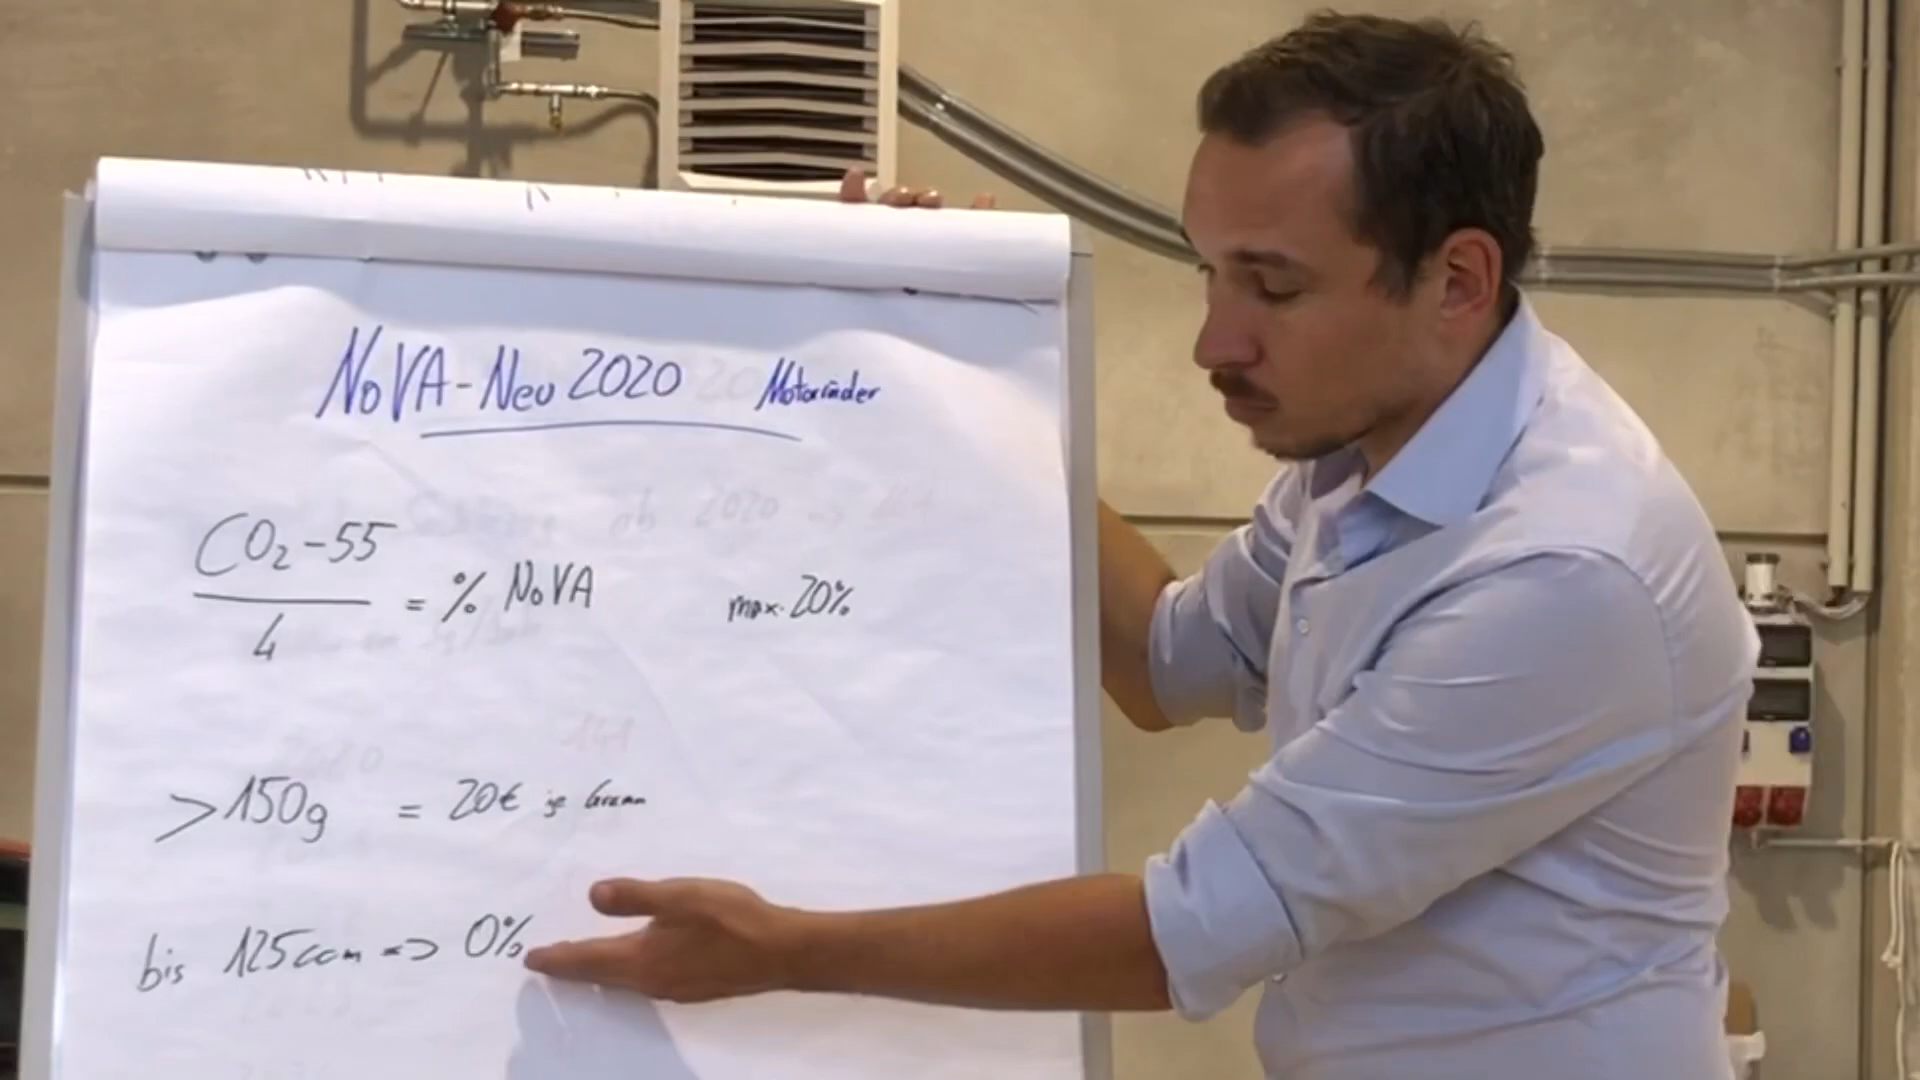 NoVA-Neu 2020 Motorräder
CO₂-55
4
= % NoVA
max. 20%
>150g = 20€ je Gramm
bis 125ccm => 0%